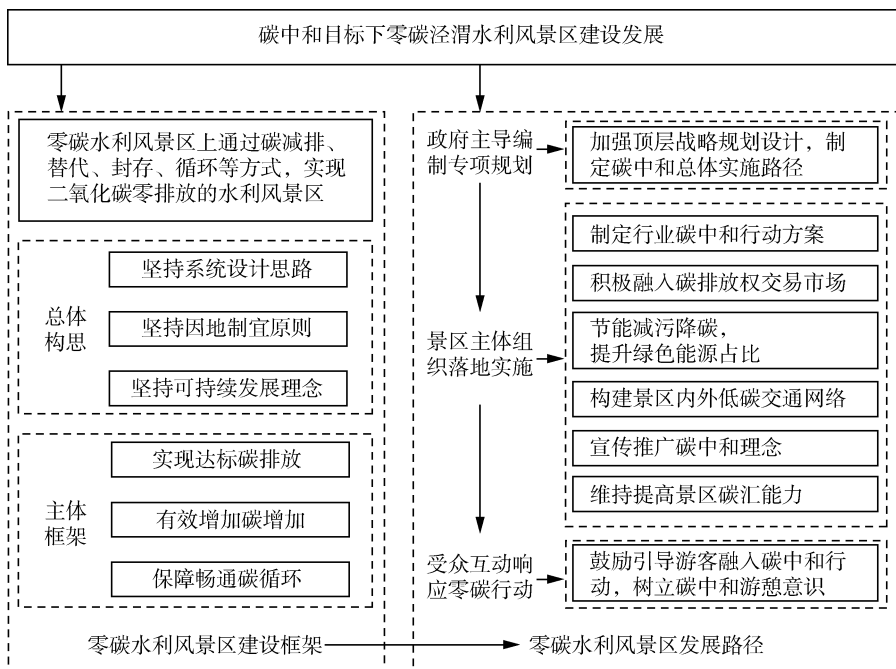 碳中和目标下零碳泾渭水利风景区建设发展
零碳水利风景区上通过碳减排、
替代、封存、循环等方式，实现
二氧化碳零排放的水利风景区
总体
构思
坚持系统设计思路
坚持因地制宜原则
坚持可持续发展理念
主体
框架
实现达标碳排放
有效增加碳增加
保障畅通碳循环
零碳水利风景区建设框架
政府主导编
制专项规划
加强顶层战略规划设计，制
定碳中和总体实施路径
景区主体组
织落地实施
制定行业碳中和行动方案
积极融入碳排放权交易市场
节能减污降碳，
提升绿色能源占比
构建景区内外低碳交通网络
宣传推广碳中和理念
维持提高景区碳汇能力
受众互动响
应零碳行动
鼓励引导游客融入碳中和行
动，树立碳中和游憩意识
零碳水利风景区发展路径